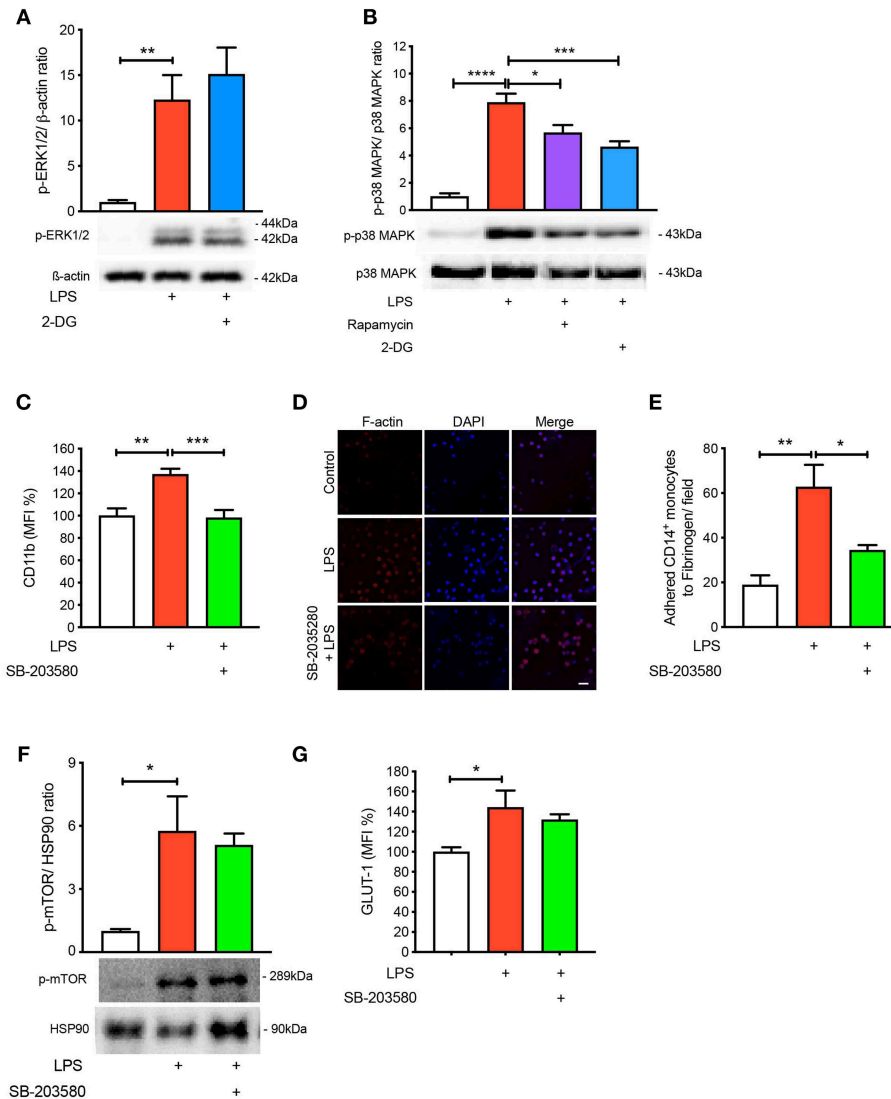 A
p-ERK1/2/ β-actin ratio
20
15
10
5
0
**
p-ERK1/2
- 44kDa
- 42kDa
ß-actin
- 42kDa
LPS + +
2-DG +
B
p-p38 MAPK/ p38 MAPK ratio
12
10
8
6
4
2
0
***
**** *
p-p38 MAPK
- 43kDa
p38 MAPK
- 43kDa
LPS + + +
Rapamycin +
2-DG +
C
CD11b (MFI %)
160
140
120
100
80
60
40
20
0
** ***
LPS + +
SB-203580 +
D
F-actin DAPI Merge
Control
LPS
SB-2035280
+ LPS
E
Adhered CD14⁺ monocytes
to Fibrinogen/ field
80
60
40
20
0
** *
LPS + +
SB-203580 +
F
p-mTOR/ HSP90 ratio
9
6
3
0
*
p-mTOR
- 289kDa
HSP90
- 90kDa
LPS + +
SB-203580 +
G
GLUT-1 (MFI %)
180
160
140
120
100
80
60
40
20
0
*
LPS + +
SB-203580 +